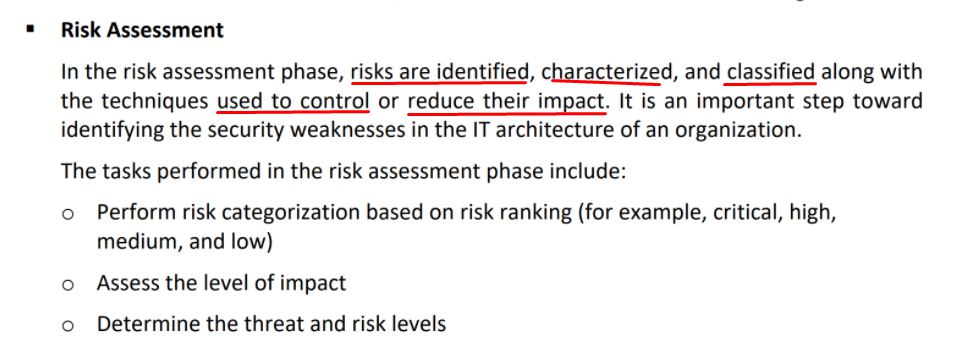 ▪ Risk Assessment
In the risk assessment phase, risks are identified, characterized, and classified along with
the techniques used to control or reduce their impact. It is an important step toward
identifying the security weaknesses in the IT architecture of an organization.
The tasks performed in the risk assessment phase include:
o Perform risk categorization based on risk ranking (for example, critical, high,
medium, and low)
o Assess the level of impact
o Determine the threat and risk levels